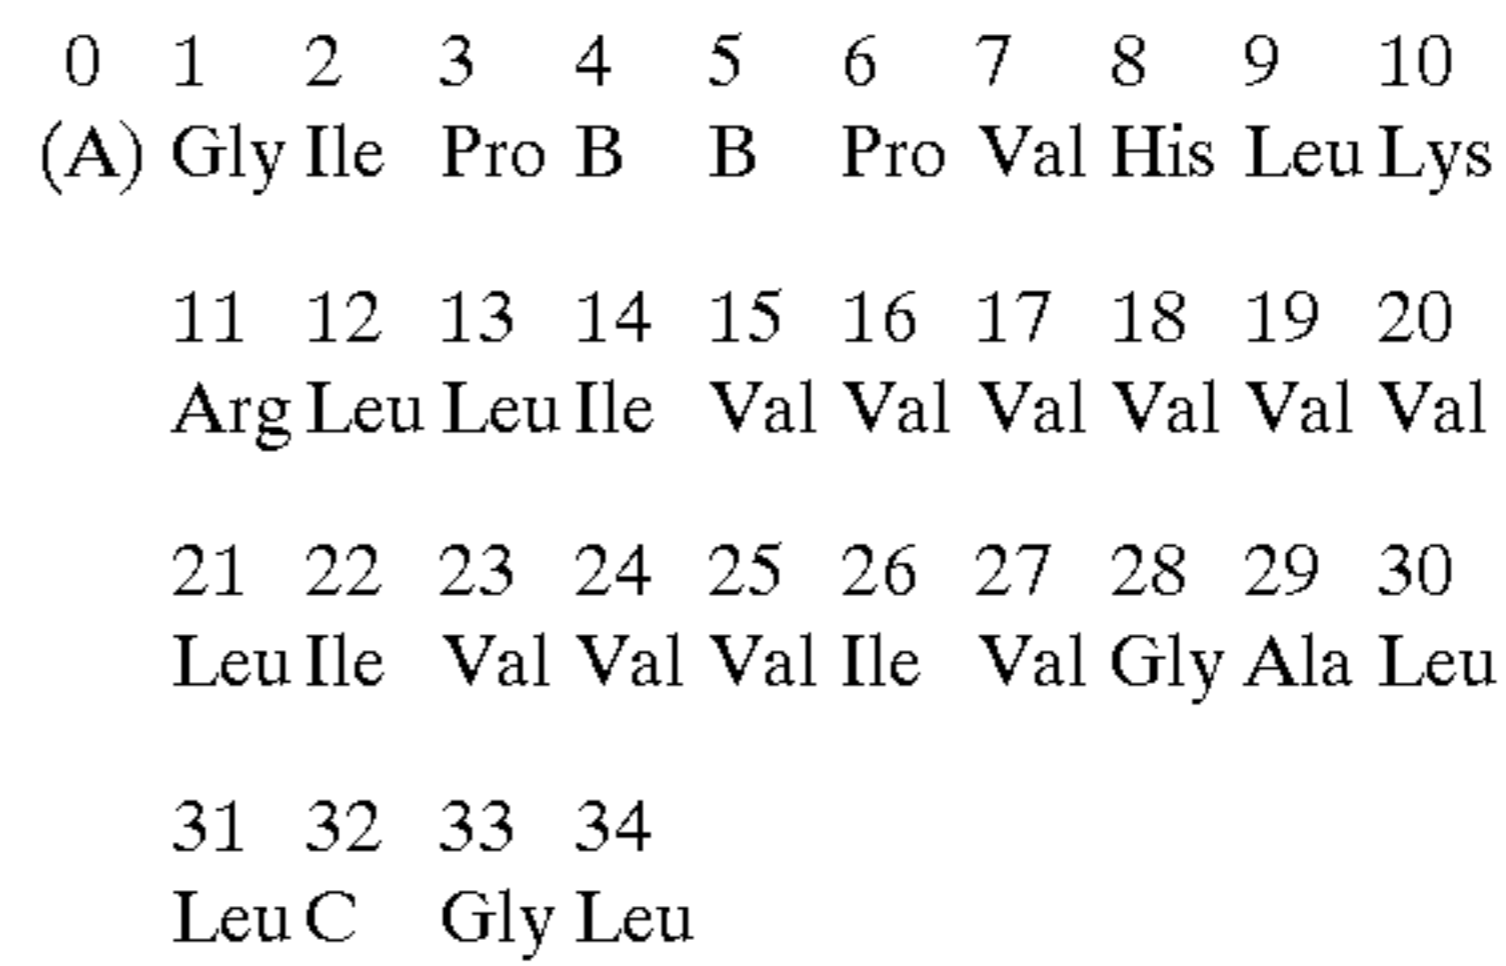 0 1 2 3 4 5 6 7 8 9 10
(A) Gly Ile Pro B B Pro Val His Leu Lys
11 12 13 14 15 16 17 18 19 20
Arg Leu Leu Ile Val Val Val Val Val Val
21 22 23 24 25 26 27 28 29 30
Leu Ile Val Val Val Ile Val Gly Ala Leu
31 32 33 34
Leu C Gly Leu